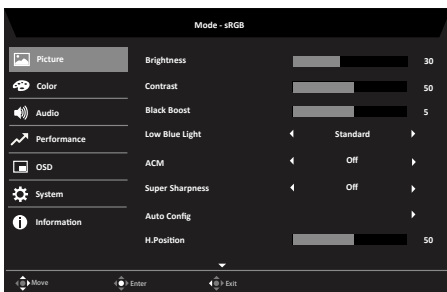 Mode - sRGB
Picture
Color
Audio
Performance
OSD
System
Information
Brightness 30
Contrast 50
Black Boost 5
Low Blue Light Standard
ACM Off
Super Sharpness Off
Auto Config
H.Position 50
Move Enter Exit